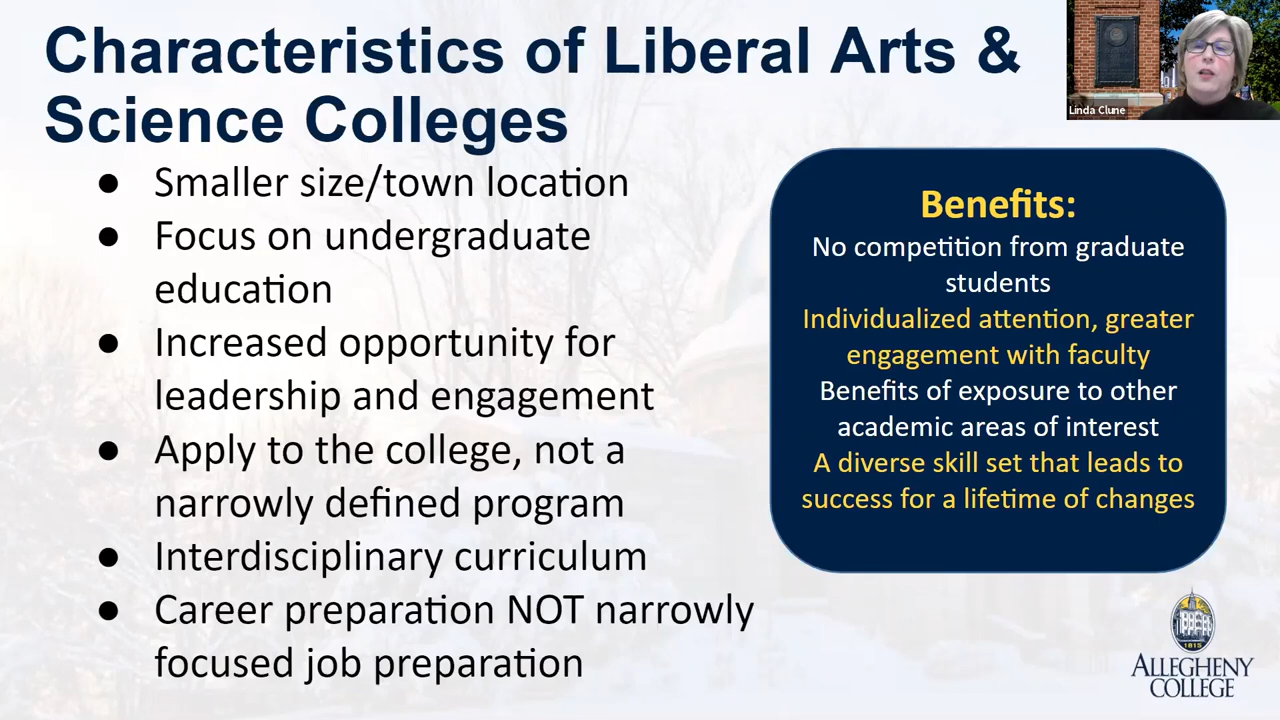 Characteristics of Liberal Arts &
Science Colleges
● Smaller size/town location
● Focus on undergraduate
education
● Increased opportunity for
leadership and engagement
● Apply to the college, not a
narrowly defined program
● Interdisciplinary curriculum
● Career preparation NOT narrowly
focused job preparation
Linda Clune
Benefits:
No competition from graduate
students
Individualized attention, greater
engagement with faculty
Benefits of exposure to other
academic areas of interest
A diverse skill set that leads to
success for a lifetime of changes
1815
ALLEGHENY
COLLEGE